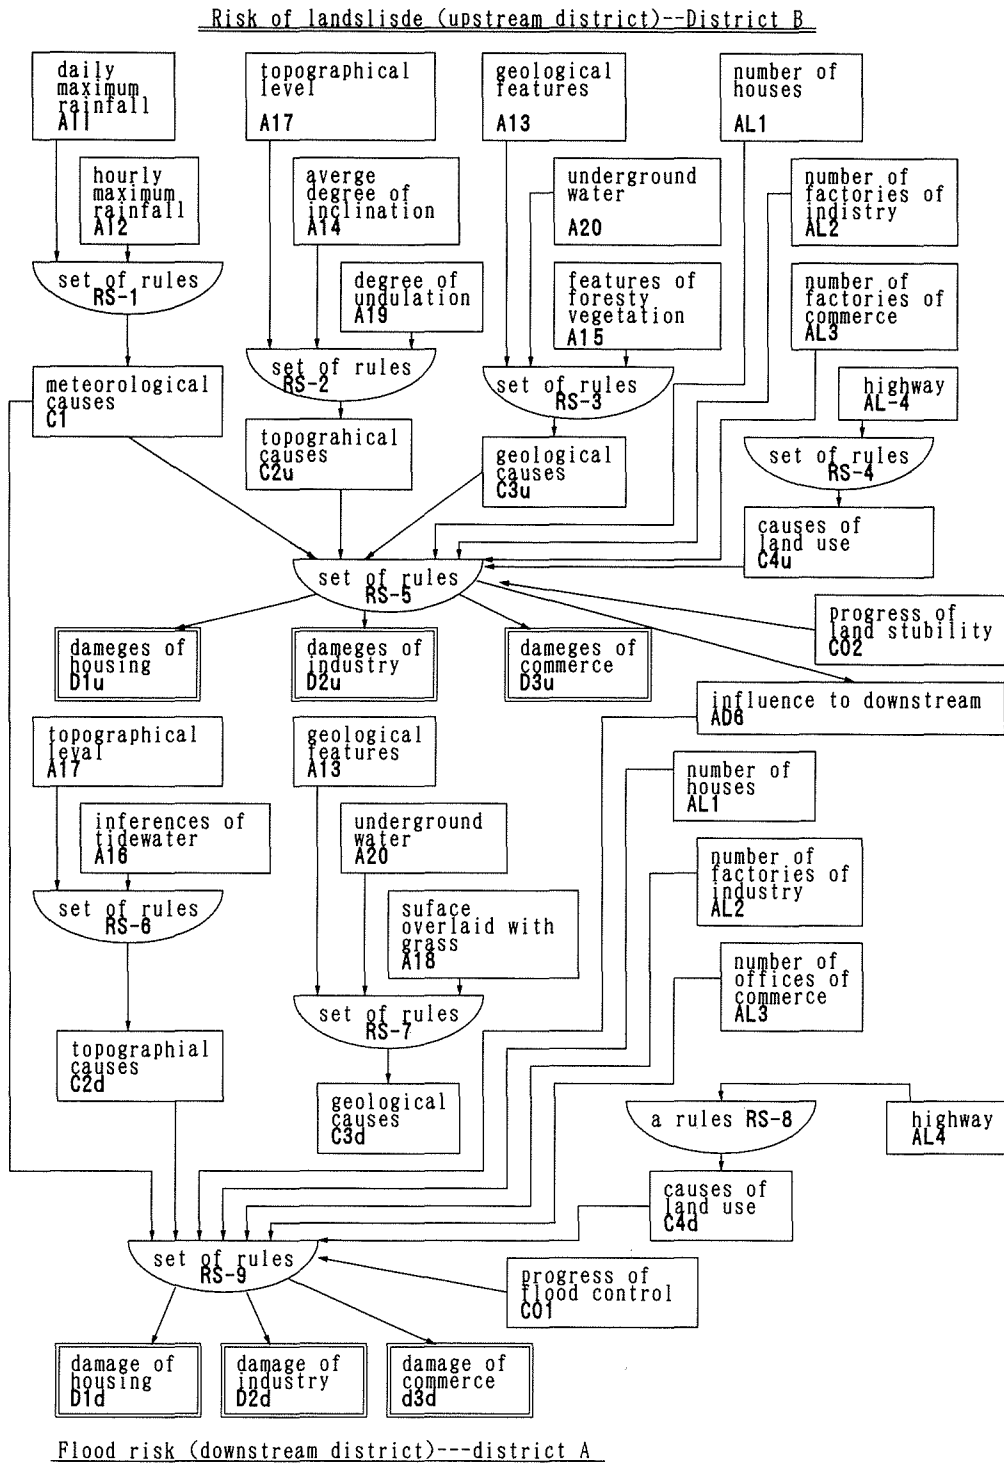 Risk of landslisde (upstream district)--District B
daily
maximum
rainfall
A11
topographical
level
A17
geological
features
A13
number of
houses
AL1
hourly
maximum
rainfall
A12
averge
degree of
inclination
A14
underground
water
A20
number of
factories of
indistry
AL2
set of rules
RS-1
degree of
undulation
A19
features of
foresty
vegetation
A15
number of
factories of
commerce
AL3
meteorological
causes
C1
set of rules
RS-2
set of rules
RS-3
highway
AL-4
topograhical
causes
C2u
geological
causes
C3u
set of rules
RS-4
causes of
land use
C4u
set of rules
RS-5
progress of
land stubility
CO2
dameges of
housing
D1u
dameges of
industry
D2u
dameges of
commerce
D3u
influence to downstream
AD6
topographical
leval
A17
geological
features
A13
number of
houses
AL1
inferences of
tidewater
A16
underground
water
A20
number of
factories of
industry
AL2
set of rules
RS-6
suface
overlaid with
grass
A18
number of
offices of
commerce
AL3
set of rules
RS-7
topographial
causes
C2d
geological
causes
C3d
a rules RS-8
highway
AL4
causes of
land use
C4d
set of rules
RS-9
progress of
flood control
CO1
damage of
housing
D1d
damage of
industry
D2d
damage of
commerce
d3d
Flood risk (downstream district)---district A